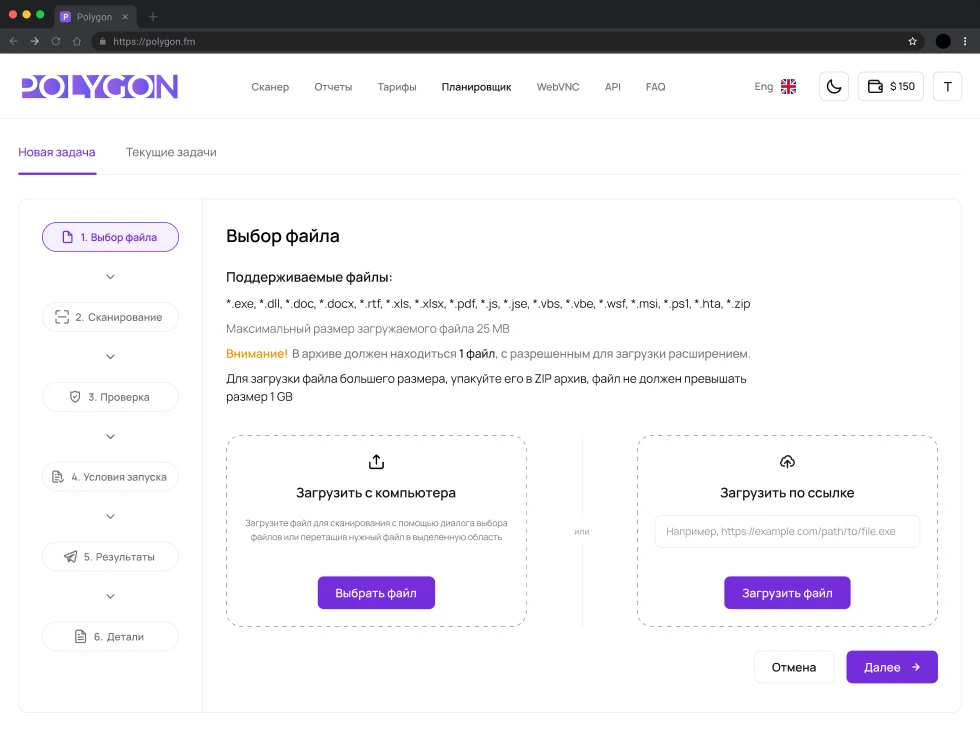 Polygon
https://polygon.fm
POLYGON
Сканер
Отчеты
Тарифы
Планировщик
WebVNC
API
FAQ
Eng
$ 150
T
Новая задача
Текущие задачи
1. Выбор файла
2. Сканирование
3. Проверка
4. Условия запуска
5. Результаты
6. Детали
Выбор файла
Поддерживаемые файлы:
*.exe, *.dll, *.doc, *.docx, *.rtf, *.xls, *.xlsx, *.pdf, *.js, *.jse, *.vbs, *.vbe, *.wsf, *.msi, *.ps1, *.hta, *.zip
Максимальный размер загружаемого файла 25 MB
Внимание! В архиве должен находиться 1 файл, с разрешенным для загрузки расширением.
Для загрузки файла большего размера, упакуйте его в ZIP архив, файл не должен превышать
размер 1 GB
Загрузить с компьютера
Загрузите файл для сканирования с помощью диалога выбора
файлов или перетащив нужный файл в выделенную область
Выбрать файл
или
Загрузить по ссылке
Например, https://example.com/path/to/file.exe
Загрузить файл
Отмена
Далее